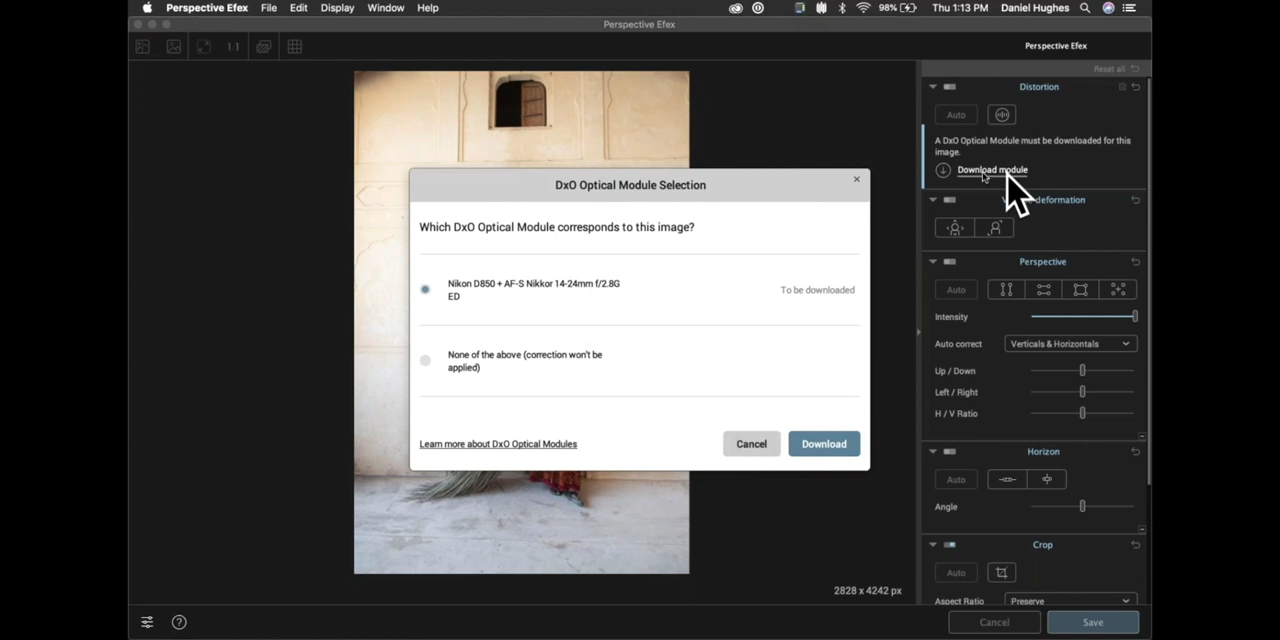 Perspective Efex File Edit Display Window Help 98% Thu 1:13 PM Daniel Hughes
Perspective Efex
1:1
Perspective Efex
Reset all
Distortion
Auto
A DxO Optical Module must be downloaded for this
image.
Download module
deformation
Perspective
Auto
Intensity
Auto correct Verticals & Horizontals
Up / Down
Left / Right
H / V Ratio
Horizon
Auto
Angle
Crop
Auto
Aspect Ratio Preserve
DxO Optical Module Selection
Which DxO Optical Module corresponds to this image?
Nikon D850 + AF-S Nikkor 14-24mm f/2.8G
ED
To be downloaded
None of the above (correction won't be
applied)
Learn more about DxO Optical Modules Cancel Download
2828 x 4242 px
Cancel Save